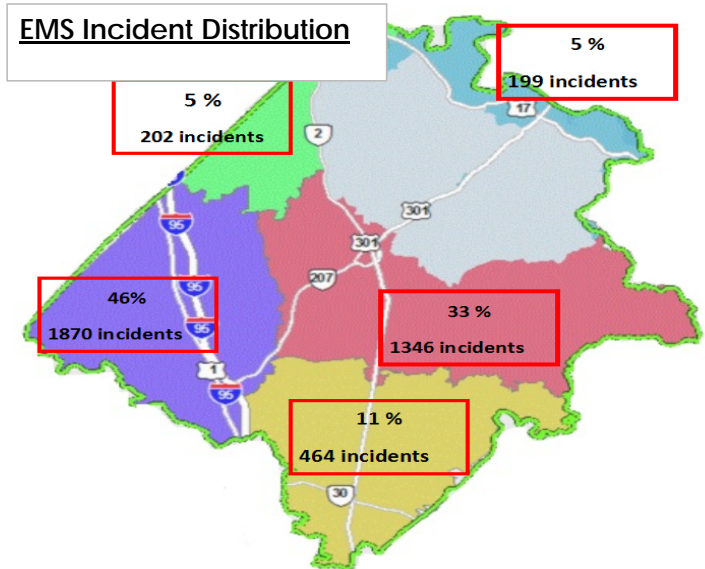 EMS Incident Distribution
5 %
199 incidents
17
5 %
202 incidents
2
301
95
301
207
46%
1870 incidents
95
95
33 %
1346 incidents
1
95
11 %
464 incidents
30